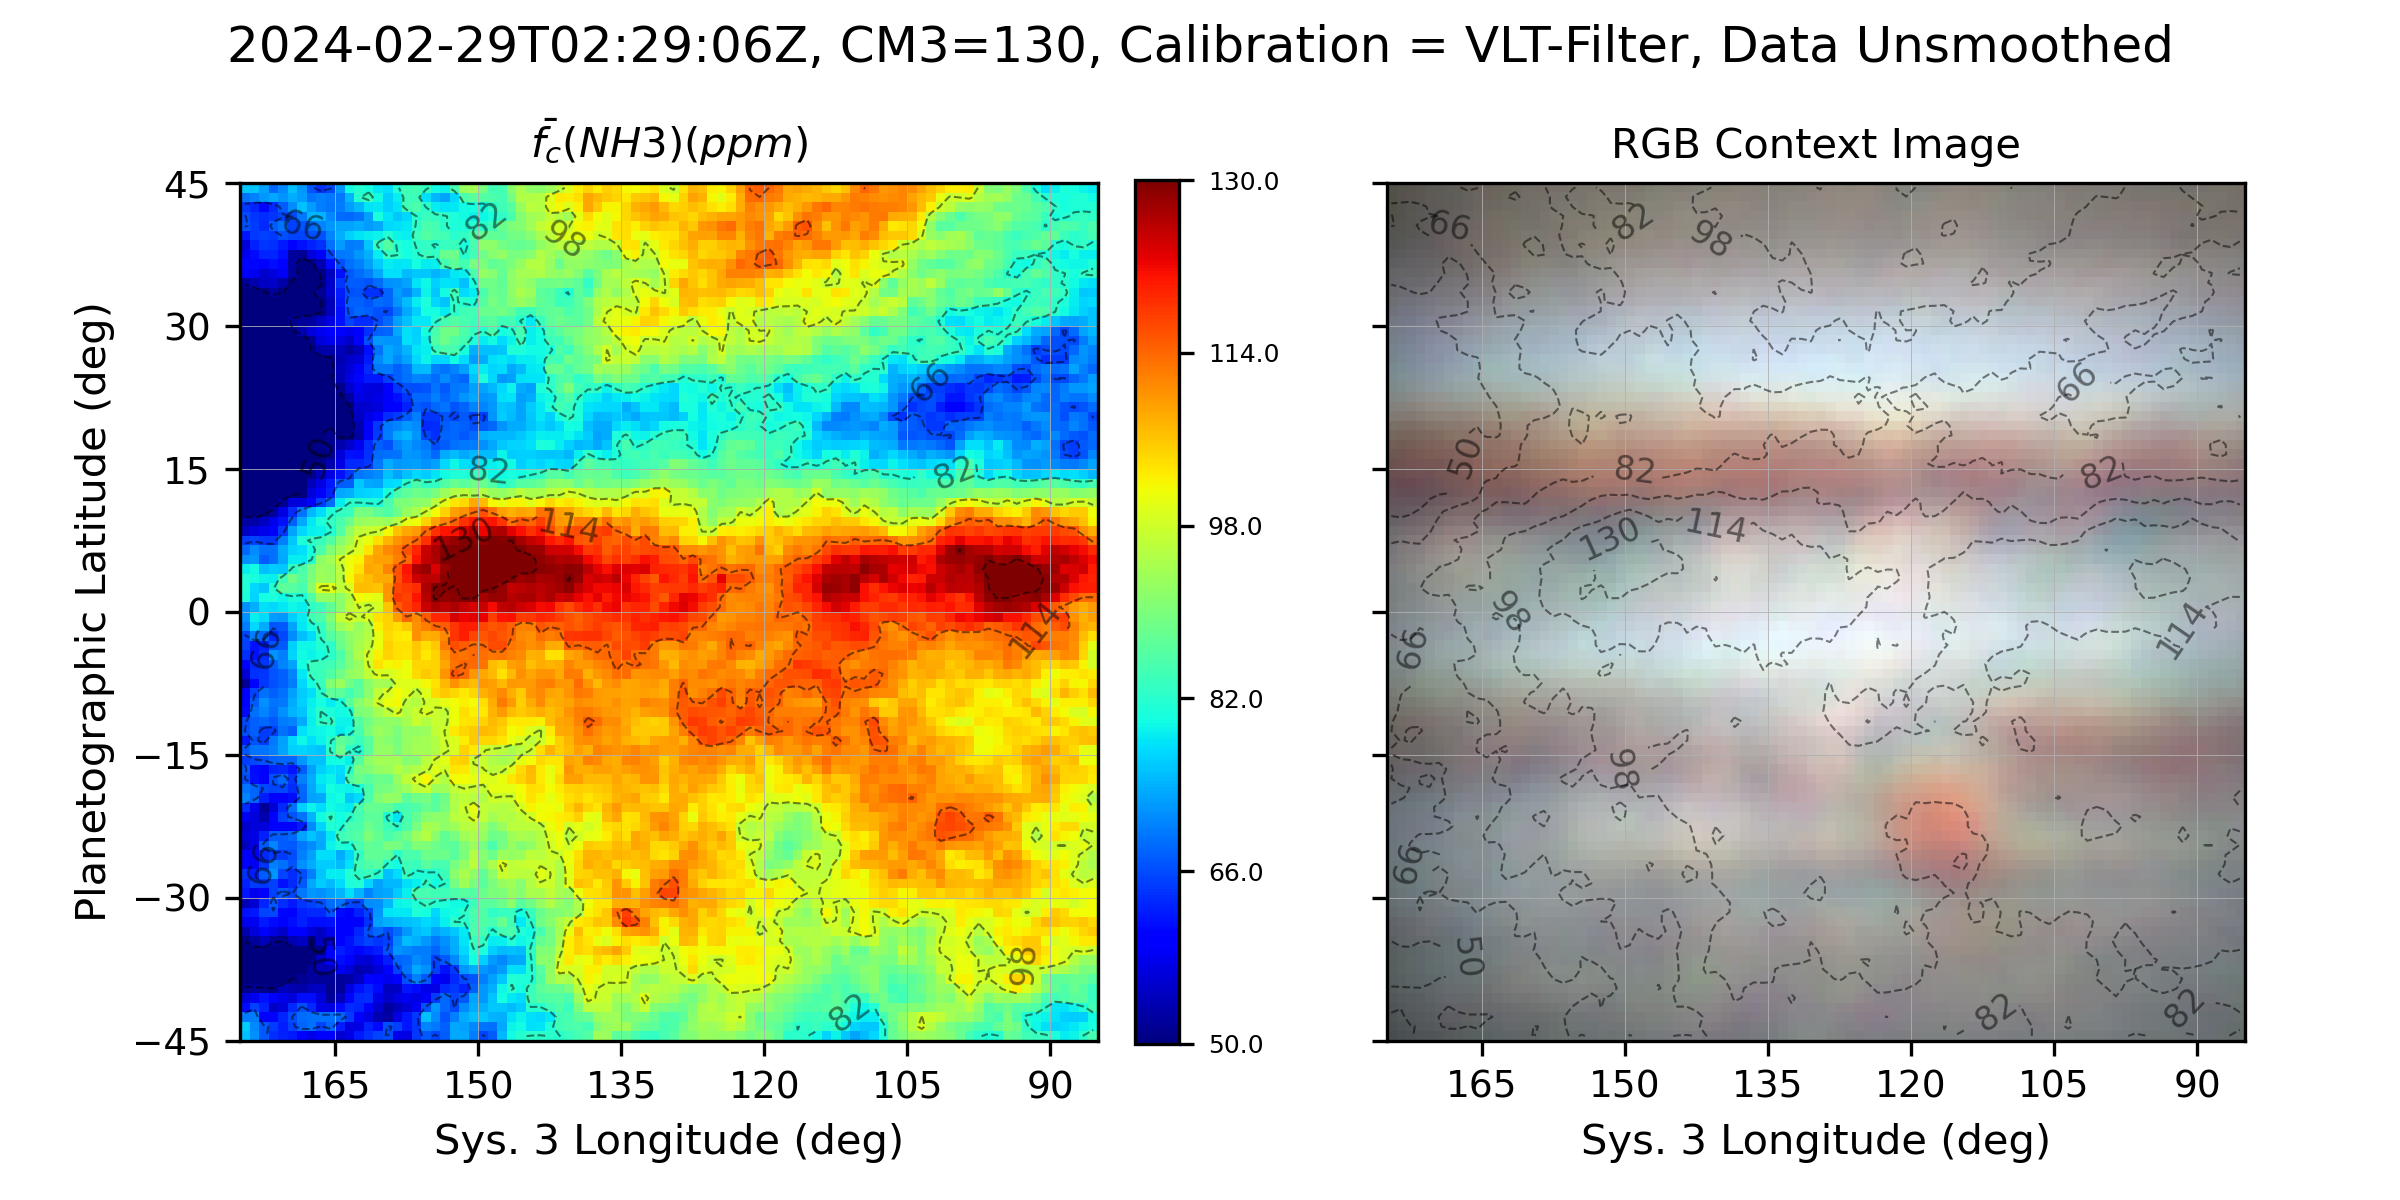 2024-02-29T02:29:06Z, CM3=130, Calibration = VLT-Filter, Data Unsmoothed
f̄c(NH3)(ppm)
RGB Context Image
Planetographic Latitude (deg)
45
30
15
0
−15
−30
−45
165 150 135 120 105 90
Sys. 3 Longitude (deg)
66 82 98
66
50
82 82
130 114
66 114
66
50 98
82
130.0
114.0
98.0
82.0
66.0
50.0
66 82 98
66
50 82 82
130 114
98
66 114
98
66
50
82 82
165 150 135 120 105 90
Sys. 3 Longitude (deg)